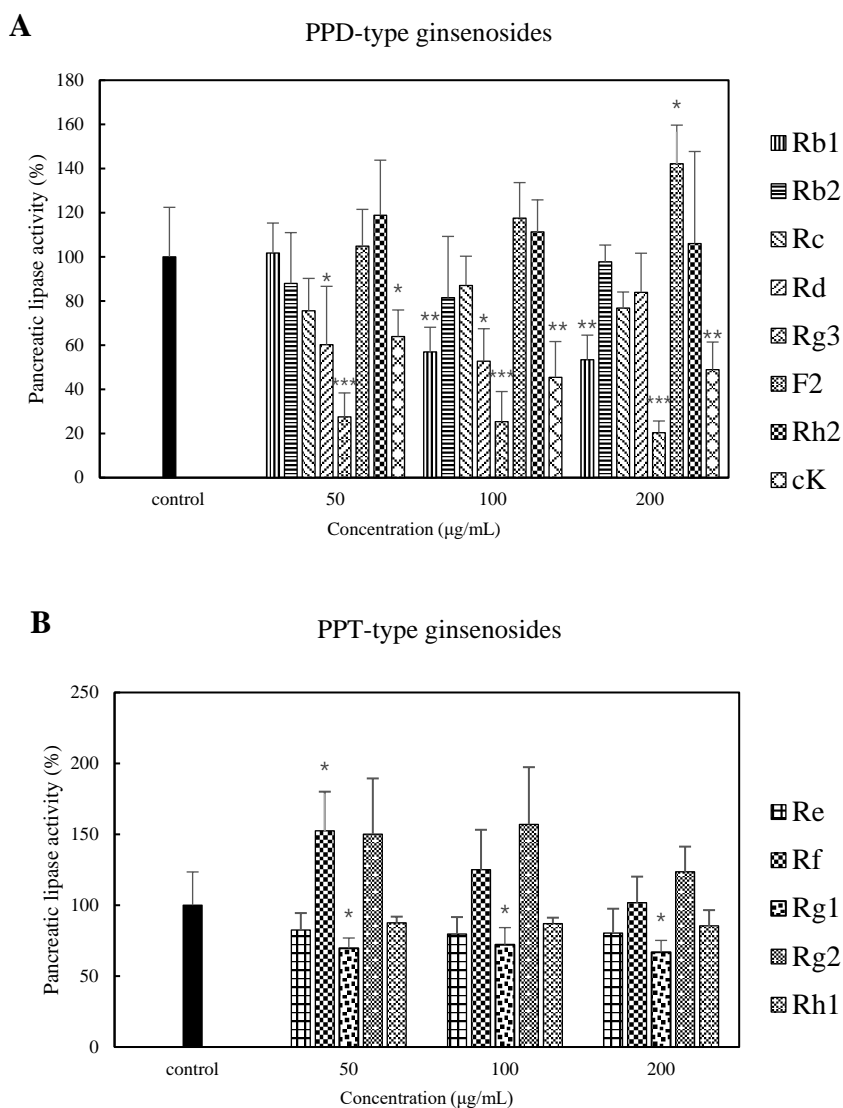 A
PPD-type ginsenosides
Pancreatic lipase activity (%)
180
160
140
120
100
80
60
40
20
0
*
***
*
**
*
***
**
**
***
*
**
control
50
100
200
Concentration (μg/mL)
Rb1
Rb2
Rc
Rd
Rg3
F2
Rh2
cK
B
PPT-type ginsenosides
Pancreatic lipase activity (%)
250
200
150
100
50
0
*
*
*
*
control
50
100
200
Concentration (μg/mL)
Re
Rf
Rg1
Rg2
Rh1